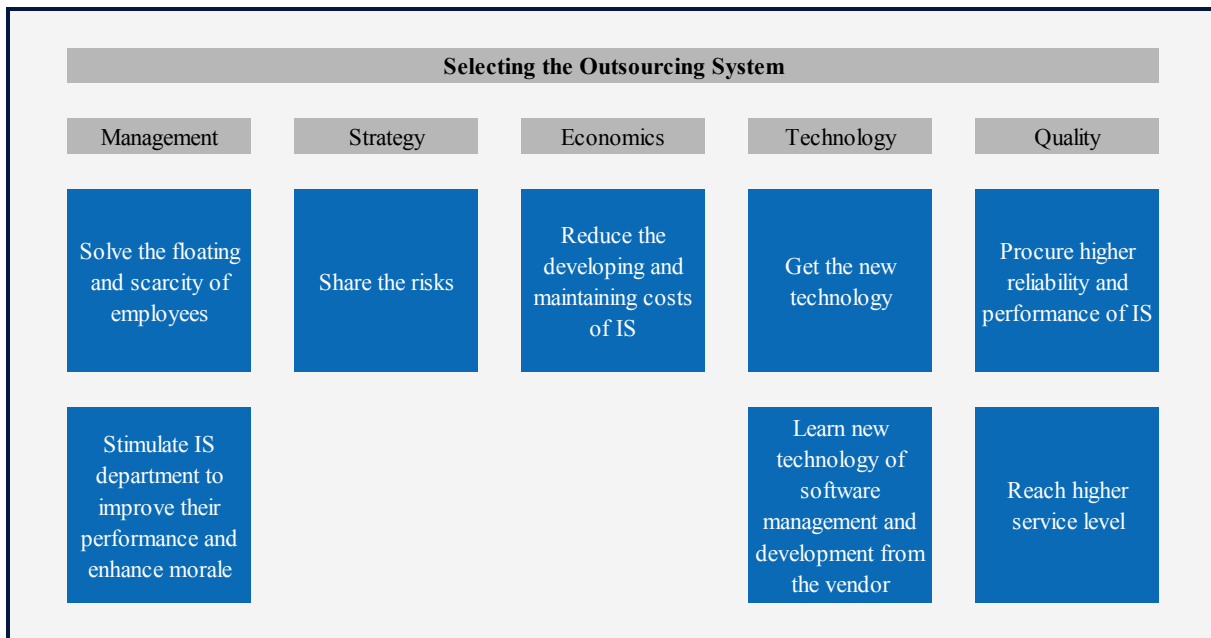 Selecting the Outsourcing System
Management
Strategy
Economics
Technology
Quality
Solve the floating
and scarcity of
employees
Share the risks
Reduce the
developing and
maintaining costs
of IS
Get the new
technology
Procure higher
reliability and
performance of IS
Stimulate IS
department to
improve their
performance and
enhance morale
Learn new
technology of
software
management and
development from
the vendor
Reach higher
service level